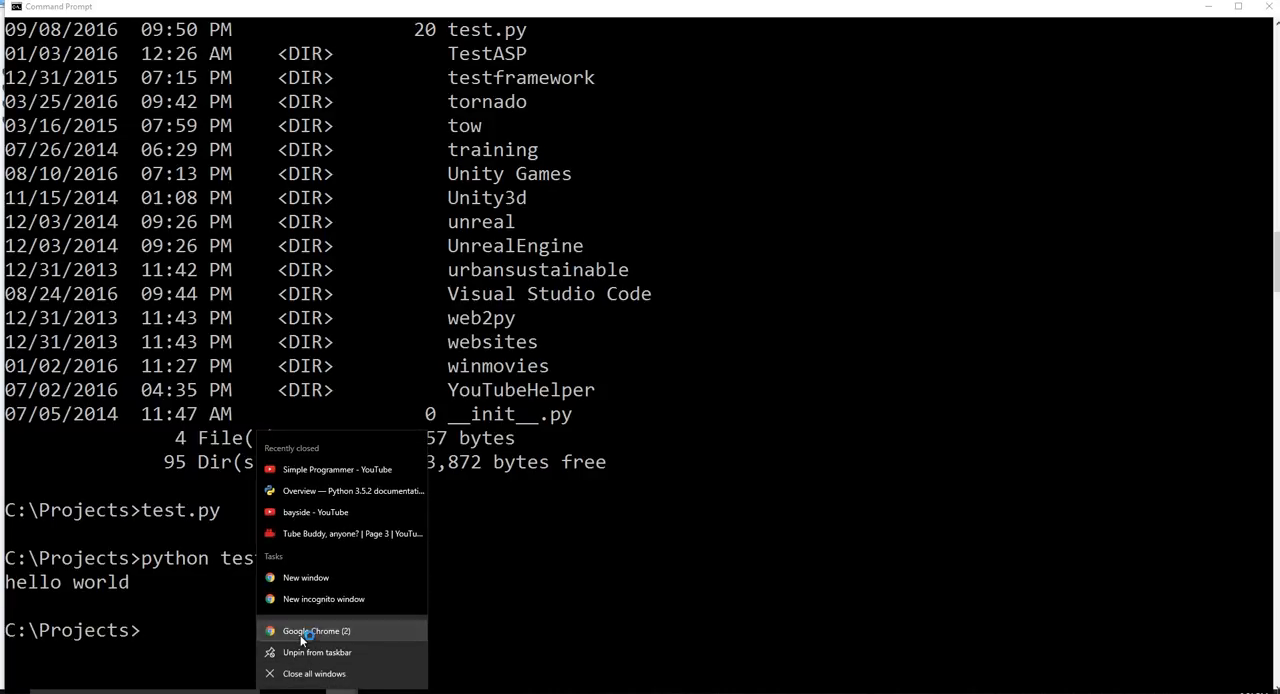 Command Prompt
09/08/2016 09:50 PM 20 test.py
01/03/2016 12:26 AM <DIR> TestASP
12/31/2015 07:15 PM <DIR> testframework
03/25/2016 09:42 PM <DIR> tornado
03/16/2015 07:59 PM <DIR> tow
07/26/2014 06:29 PM <DIR> training
08/10/2016 07:13 PM <DIR> Unity Games
11/15/2014 01:08 PM <DIR> Unity3d
12/03/2014 09:26 PM <DIR> unreal
12/03/2014 09:26 PM <DIR> UnrealEngine
12/31/2013 11:42 PM <DIR> urbansustainable
08/24/2016 09:44 PM <DIR> Visual Studio Code
12/31/2013 11:43 PM <DIR> web2py
12/31/2013 11:43 PM <DIR> websites
01/02/2016 11:27 PM <DIR> winmovies
07/02/2016 04:35 PM <DIR> YouTubeHelper
07/05/2014 11:47 AM 0 __init__.py
4 File( 57 bytes
95 Dir(s 3,872 bytes free
C:\Projects>test.py
C:\Projects>python tes
hello world
C:\Projects>
Recently closed
Simple Programmer - YouTube
Overview — Python 3.5.2 documentati...
bayside - YouTube
Tube Buddy, anyone? | Page 3 | YouTu...
Tasks
New window
New incognito window
Google Chrome (2)
Unpin from taskbar
Close all windows